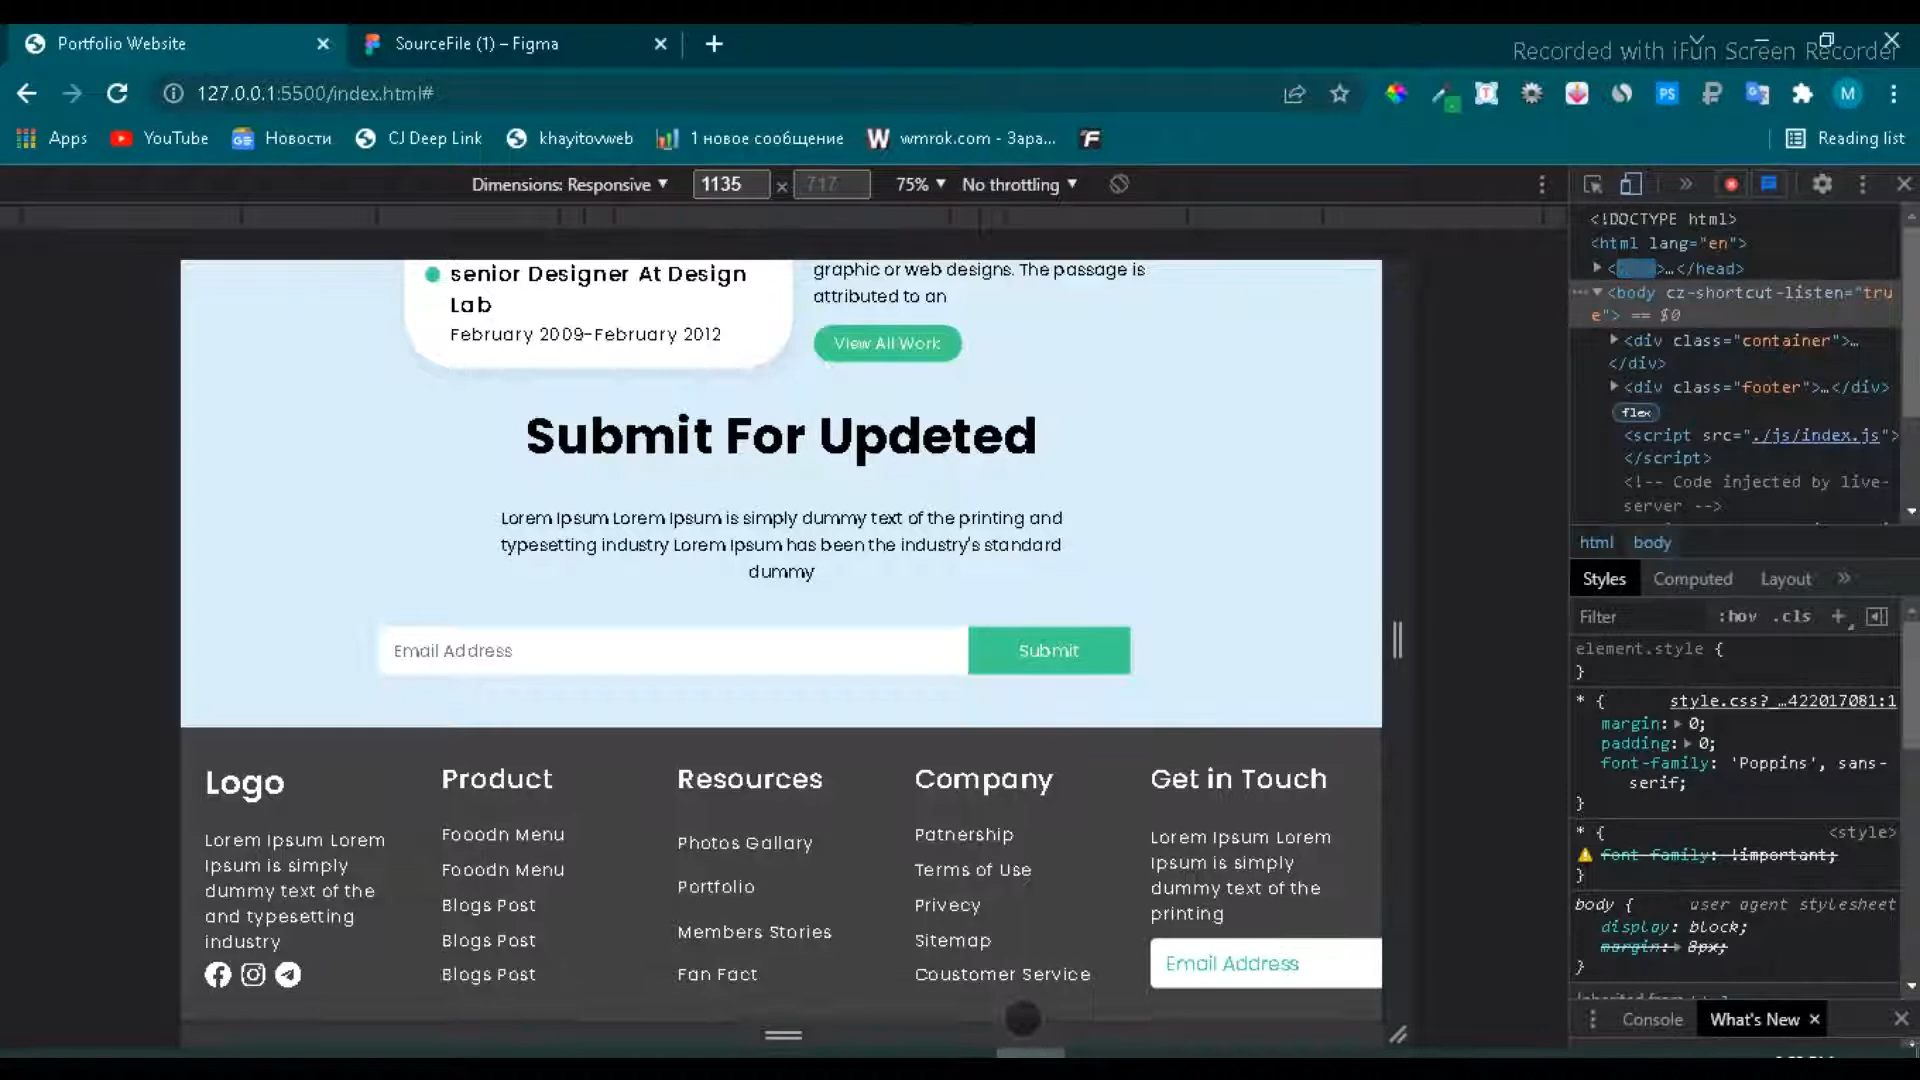 Portfolio Website
SourceFile (1) – Figma
Recorded with iFun Screen Recorder
127.0.0.1:5500/index.html#
M
Apps
YouTube
Новости
CJ Deep Link
khayitovweb
1 новое сообщение
wmrok.com - Зара...
Reading list
Dimensions: Responsive
1135
×
717
75%
No throttling
senior Designer At Design
Lab
February 2009-February 2012
graphic or web designs. The passage is
attributed to an
View All Work
Submit For Updeted
Lorem Ipsum Lorem Ipsum is simply dummy text of the printing and
typesetting industry Lorem Ipsum has been the industry's standard
dummy
Email Address
Submit
Logo
Lorem Ipsum Lorem
Ipsum is simply
dummy text of the
and typesetting
industry
Product
Fooodn Menu
Fooodn Menu
Blogs Post
Blogs Post
Blogs Post
Resources
Photos Gallary
Portfolio
Members Stories
Fan Fact
Company
Patnership
Terms of Use
Privecy
Sitemap
Coustomer Service
Get in Touch
Lorem Ipsum Lorem
Ipsum is simply
dummy text of the
printing
Email Address
<!DOCTYPE html>
<html lang="en">
…</head>
<body cz-shortcut-listen="tru
e"> == $0
<div class="container">…
</div>
<div class="footer">…</div>
flex
<script src="./js/index.js">
</script>
<!-- Code injected by live-
server -->
html body
Styles
Computed
Layout
Filter
:hov
.cls
element.style {
}
* {
style.css?_…422017081:1
margin: 0;
padding: 0;
font-family: 'Poppins', sans-
serif;
}
* {
<style>
font-family: !important;
}
body {
user agent stylesheet
display: block;
margin: 8px;
}
Console
What's New